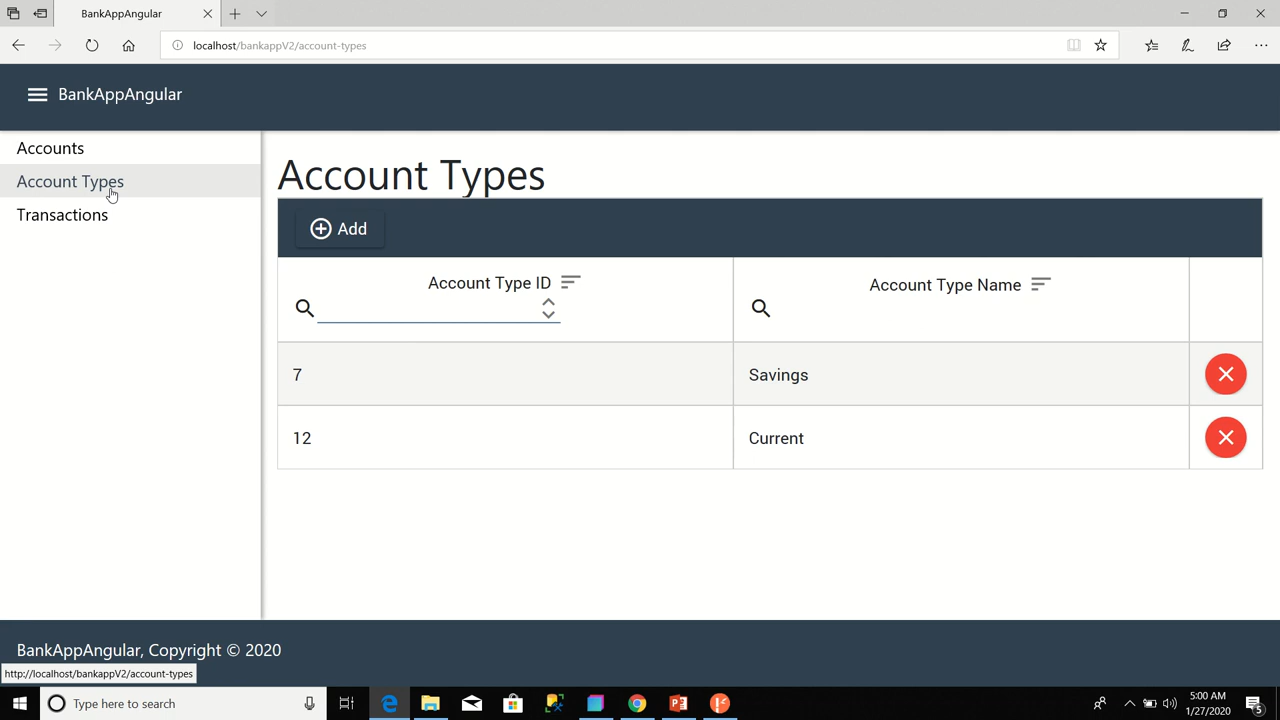 BankAppAngular
localhost/bankappV2/account-types
BankAppAngular
Accounts
Account Types
Transactions
Account Types
Add
Account Type ID
Account Type Name
7
Savings
12
Current
BankAppAngular, Copyright © 2020
http://localhost/bankappV2/account-types
Type here to search
5:00 AM
1/27/2020
5